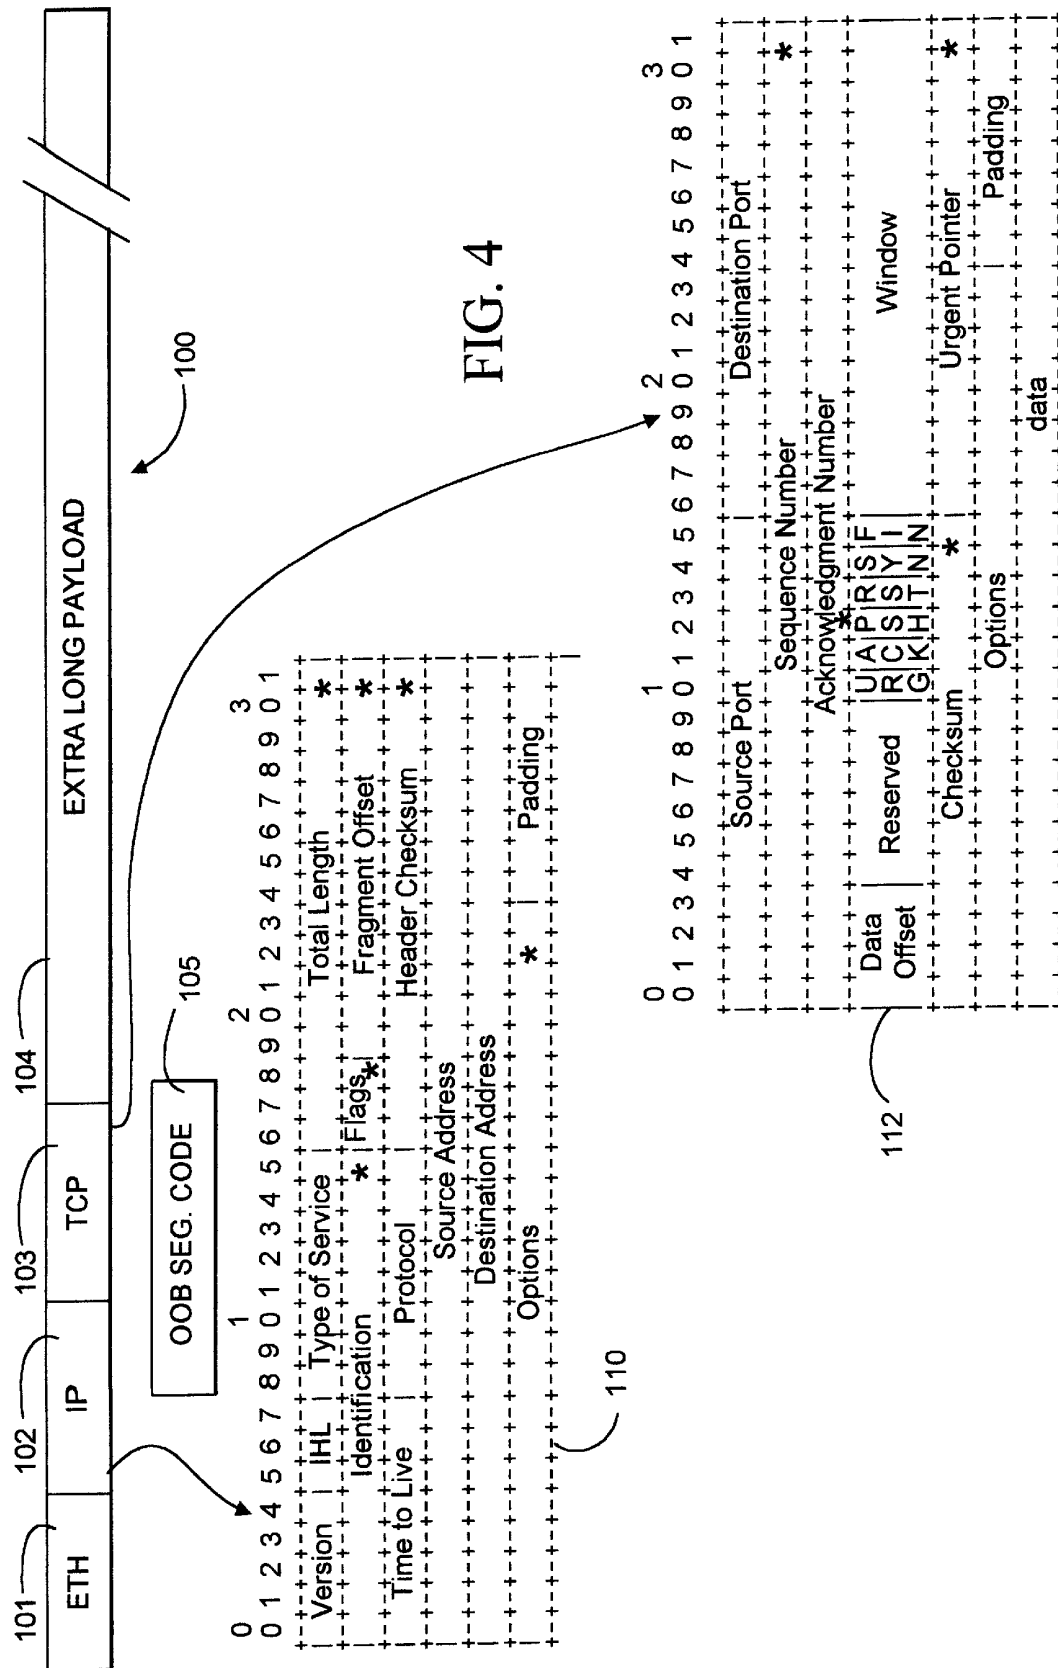 101 102 103 104
ETH IP TCP EXTRA LONG PAYLOAD
100
OOB SEG. CODE 105
0 1 2 3
0 1 2 3 4 5 6 7 8 9 0 1 2 3 4 5 6 7 8 9 0 1 2 3 4 5 6 7 8 9 0 1
Version | IHL | Type of Service | Total Length *
Identification * | Flags * | Fragment Offset *
Time to Live | Protocol | Header Checksum *
Source Address
Destination Address
Options * | Padding
110
FIG. 4
0 1 2 3
0 1 2 3 4 5 6 7 8 9 0 1 2 3 4 5 6 7 8 9 0 1 2 3 4 5 6 7 8 9 0 1
Source Port | Destination Port
Sequence Number *
Acknowledgment Number *
Data | | U | A | P | R | S | F
Offset | Reserved | R | C | S | S | Y | I | Window
G | K | H | T | N | N
Checksum * | Urgent Pointer *
Options | Padding
data
112